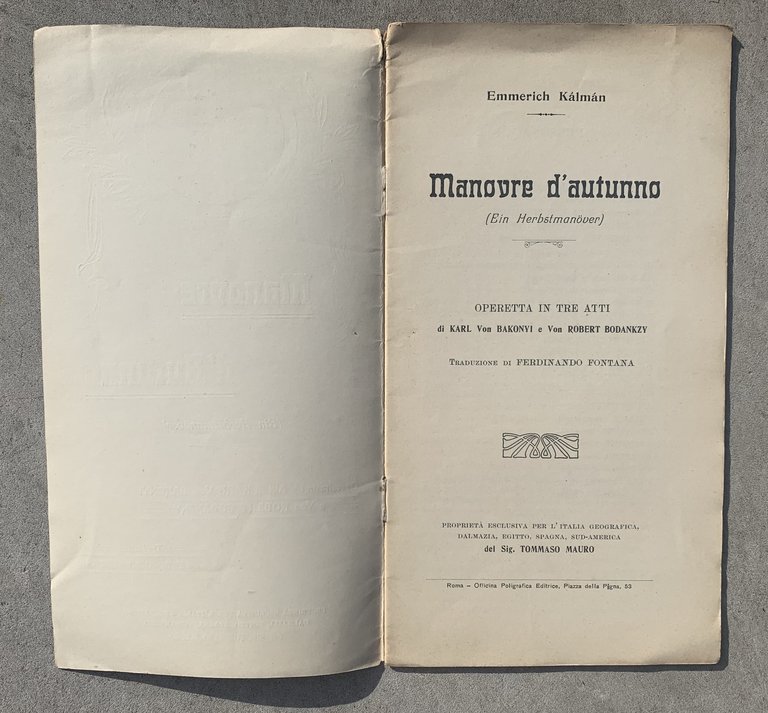 Emmerich Kálmán
Manovre d'autunno
(Ein Herbstmanöver)
OPERETTA IN TRE ATTI
di KARL Von BAKONYI e Von ROBERT BODANKZY
TRADUZIONE DI FERDINANDO FONTANA
PROPRIETÀ ESCLUSIVA PER L'ITALIA GEOGRAFICA,
DALMAZIA, EGITTO, SPAGNA, SUD-AMERICA
del Sig. TOMMASO MAURO
Roma - Officina Poligrafica Editrice, Piazza della Pigna, 53